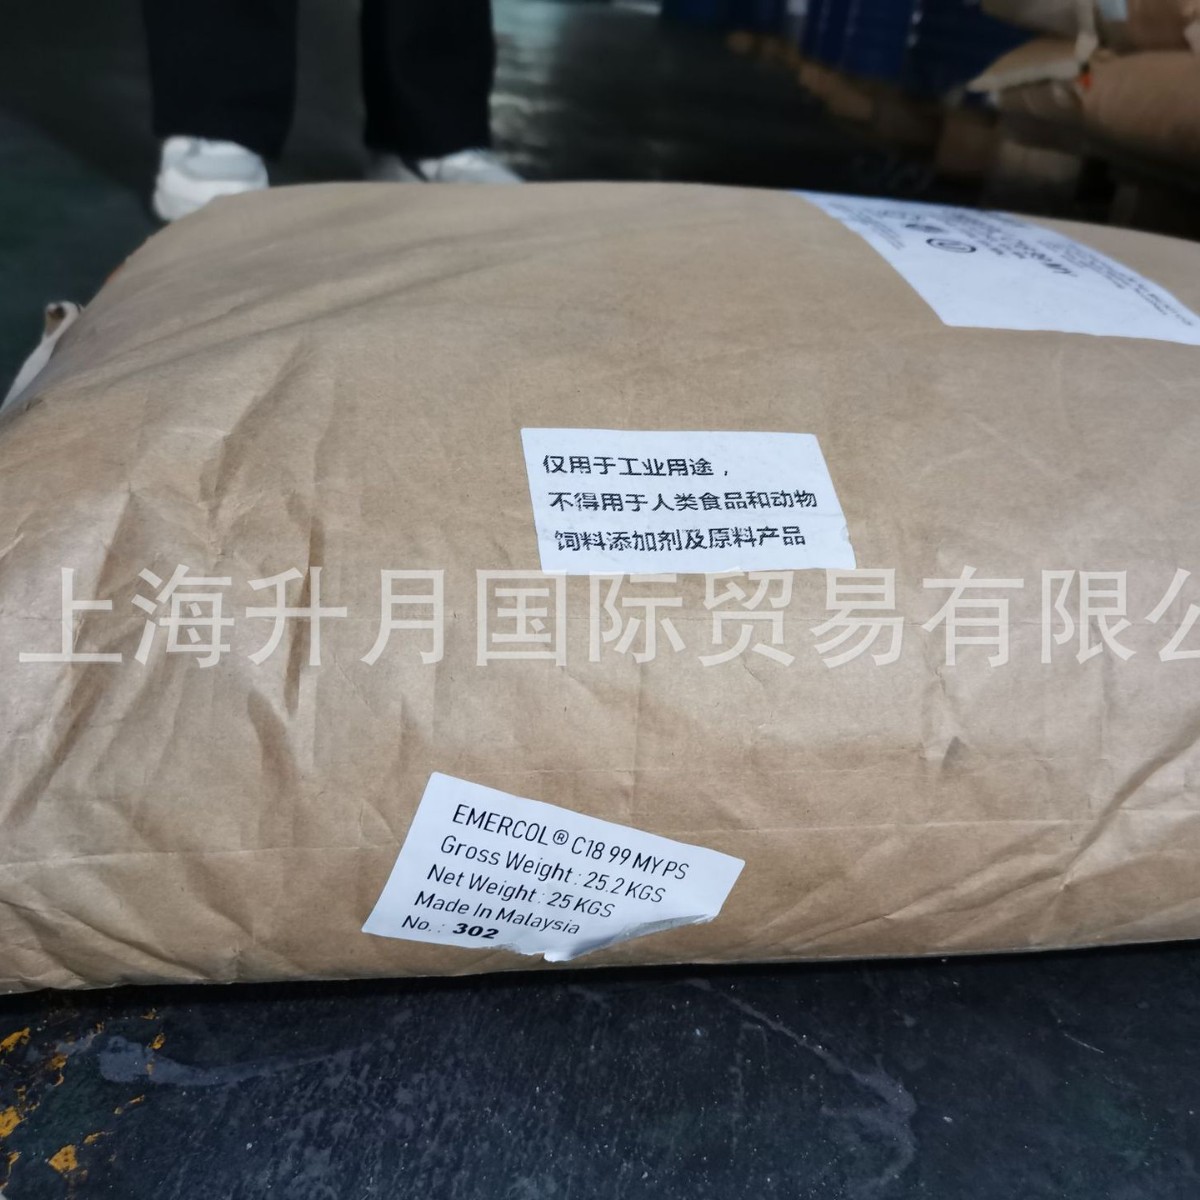 仅用于工业用途，
不得用于人类食品和动物
饲料添加剂及原料产品
上海升月国际贸易有限公
EMERCOL® C18 99 MY PS
Gross Weight : 25.2 KGS
Net Weight : 25 KGS
Made In Malaysia
No. : 302